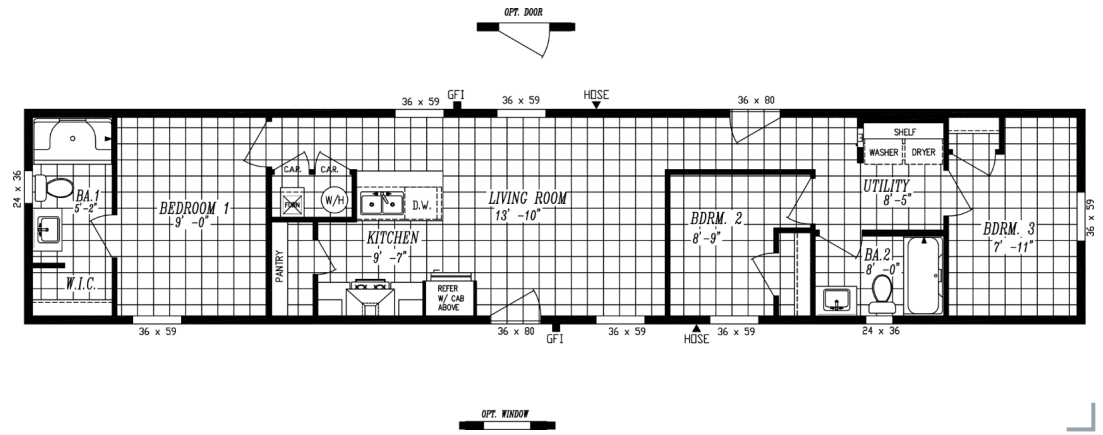 OPT. DOOR
36 x 59
GFI
36 x 59
HOSE
36 x 80
SHELF
WASHER
DRYER
CAR.
CAR.
FURN
W/H
D.W.
24 x 36
BA.1
5'-2"
BEDROOM 1
9'-0"
LIVING ROOM
13'-10"
BDRM. 2
8'-9"
UTILITY
8'-5"
BDRM. 3
7'-11"
36 x 59
KITCHEN
9'-7"
PANTRY
W.I.C.
REFER
W/ CAB
ABOVE
BA.2
8'-0"
36 x 59
36 x 80
GFI
36 x 59
HOSE
36 x 59
24 x 36
OPT. WINDOW